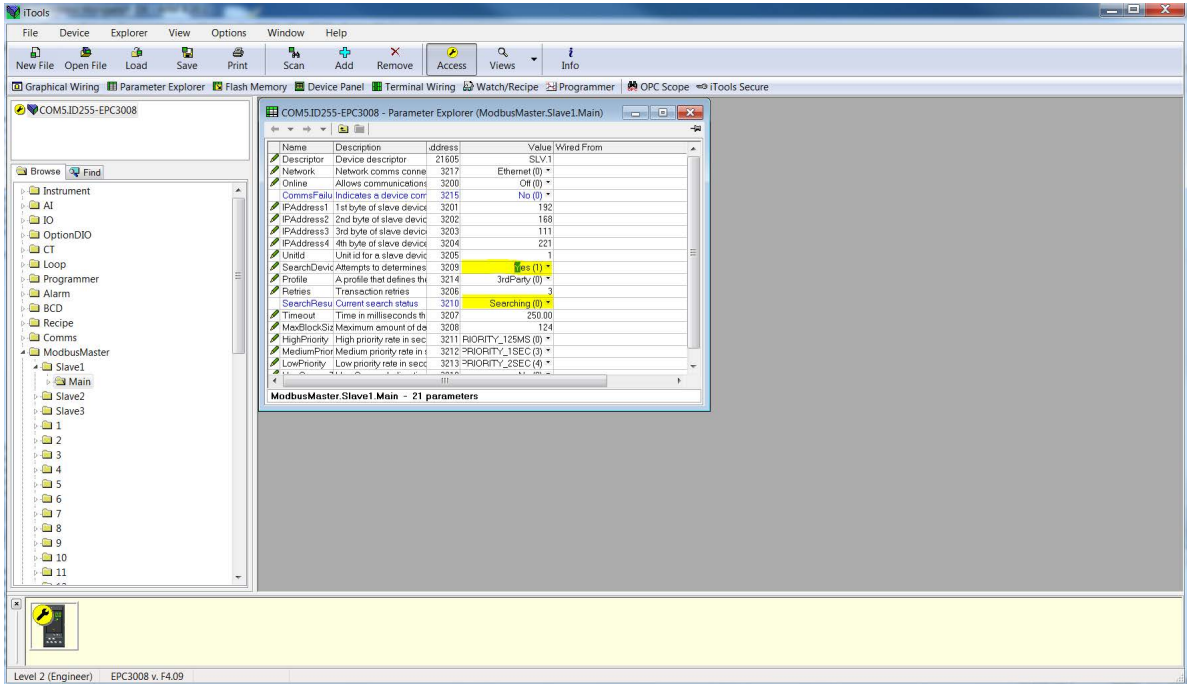 iTools
File Device Explorer View Options Window Help
New File Open File Load Save Print Scan Add Remove Access Views Info
Graphical Wiring Parameter Explorer Flash Memory Device Panel Terminal Wiring Watch/Recipe Programmer OPC Scope iTools Secure
COM5.ID255-EPC3008
Browse Find
Instrument
AI
IO
OptionDIO
CT
Loop
Programmer
Alarm
BCD
Recipe
Comms
ModbusMaster
Slave1
Main
Slave2
Slave3
1
2
3
4
5
6
7
8
9
10
11
COM5.ID255-EPC3008 - Parameter Explorer (ModbusMaster.Slave1.Main)
Name Description ddress Value Wired From
Descriptor Device descriptor 21605 SLV.1
Network Network comms conne 3217 Ethernet (0)
Online Allows communications 3200 Off (0)
CommsFailu Indicates a device com 3215 No (0)
IPAddress1 1st byte of slave device 3201 192
IPAddress2 2nd byte of slave devic 3202 168
IPAddress3 3rd byte of slave devic 3203 111
IPAddress4 4th byte of slave device 3204 221
UnitId Unit id for a slave devic 3205 1
SearchDevic Attempts to determines 3209 Yes (1)
Profile A profile that defines the 3214 3rdParty (0)
Retries Transaction retries 3206 3
SearchResu Current search status 3210 Searching (0)
Timeout Time in milliseconds th 3207 250.00
MaxBlockSiz Maximum amount of da 3208 124
HighPriority High priority rate in sec 3211 RIORITY_125MS (0)
MediumPrior Medium priority rate in s 3212 PRIORITY_1SEC (3)
LowPriority Low priority rate in seco 3213 PRIORITY_2SEC (4)
ModbusMaster.Slave1.Main - 21 parameters
Level 2 (Engineer) EPC3008 v. F4.09